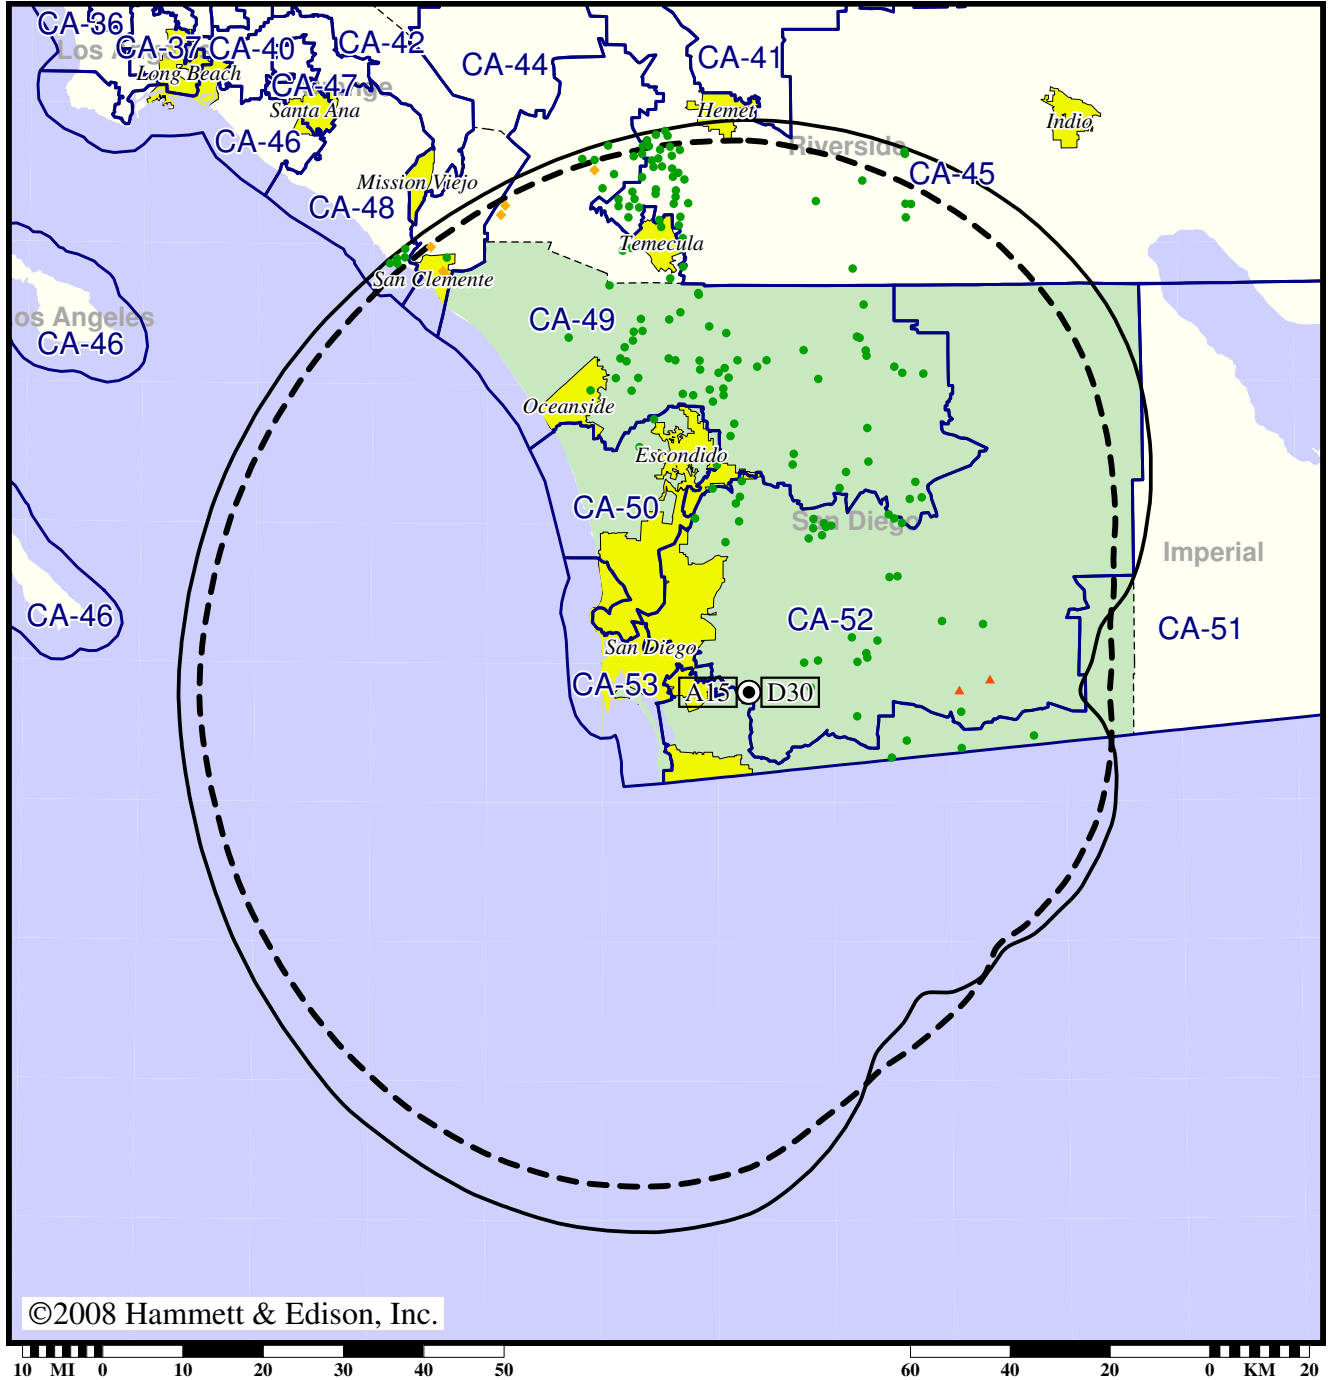 CA-36
CA-37
CA-40
CA-42
CA-44
CA-41
Long Beach
CA-47
Santa Ana
Hemet
Indio
CA-46
Riverside
CA-45
Mission Viejo
CA-48
Temecula
San Clemente
os Angeles
CA-46
CA-49
Oceanside
Escondido
CA-50
San Diego
Imperial
CA-46
CA-52
CA-51
San Diego
CA-53
A15
D30
©2008 Hammett & Edison, Inc.
10 MI 0 10 20 30 40 50
60 40 20 0 KM 20